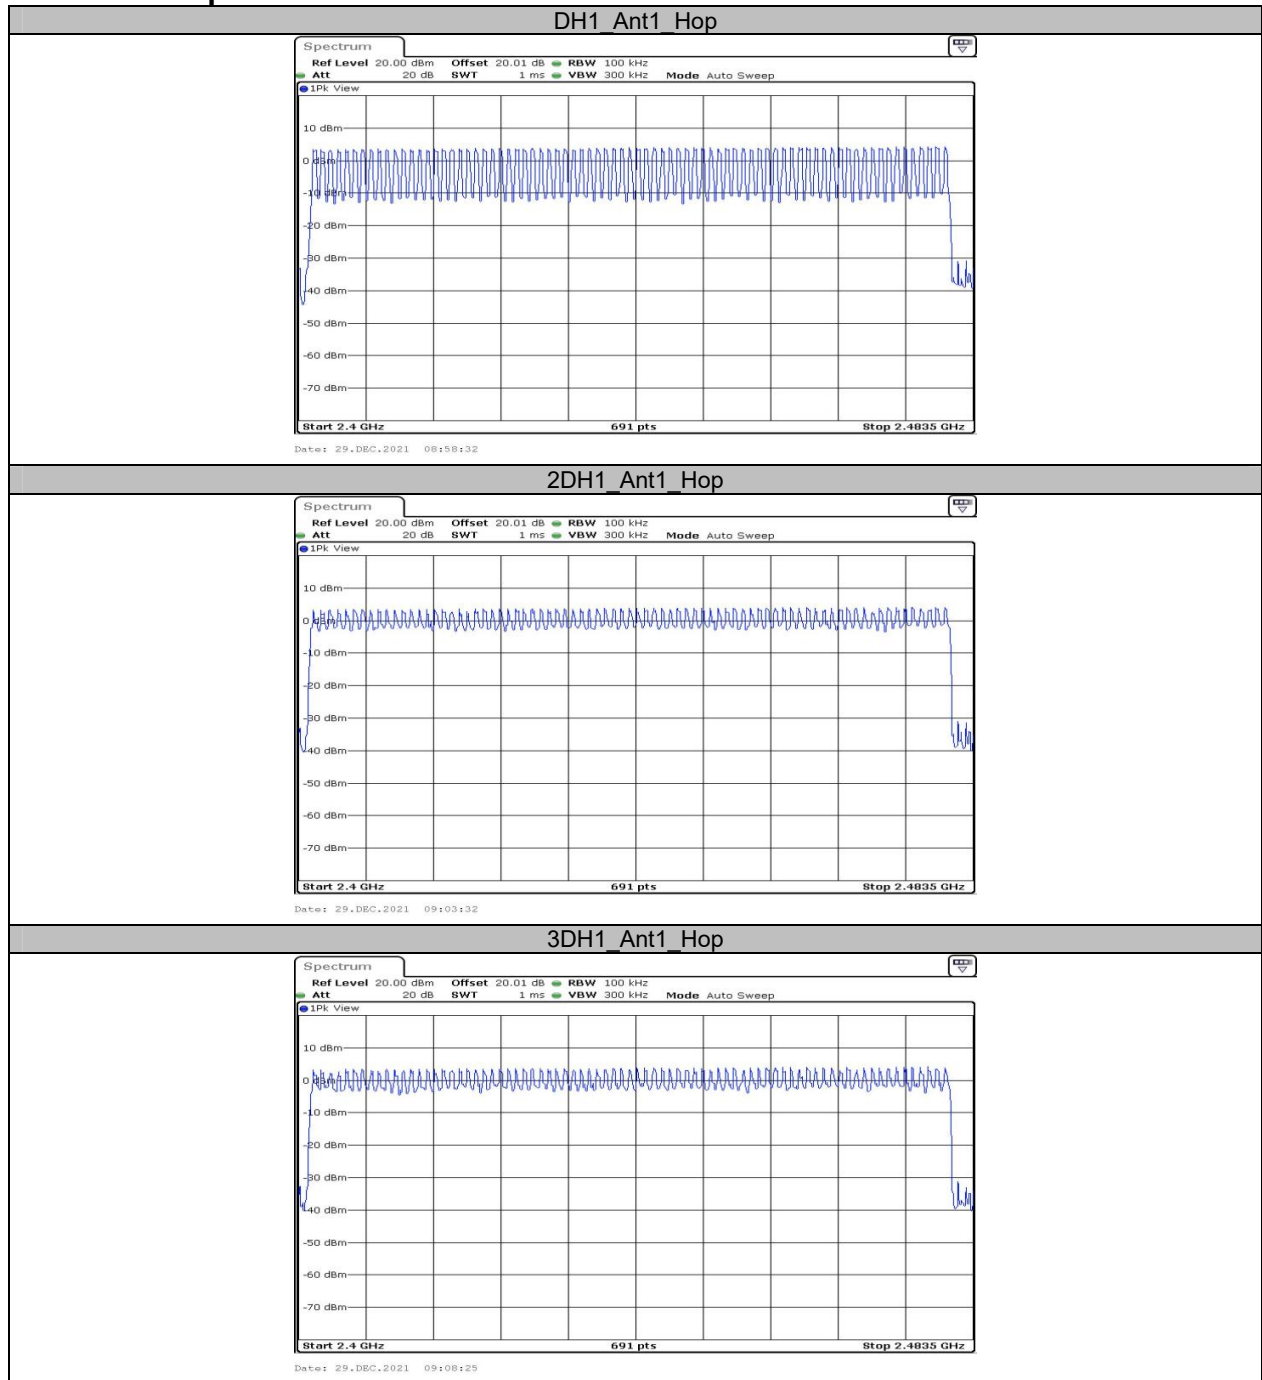 DH1_Ant1_Hop
Spectrum
Ref Level 20.00 dBm Offset 20.01 dB RBW 100 kHz
Att 20 dB SWT 1 ms VBW 300 kHz Mode Auto Sweep
1Pk View
10 dBm
0 dBm
-10 dBm
-20 dBm
-30 dBm
-40 dBm
-50 dBm
-60 dBm
-70 dBm
Start 2.4 GHz 691 pts Stop 2.4835 GHz
Date: 29.DEC.2021 08:58:32
2DH1_Ant1_Hop
Spectrum
Ref Level 20.00 dBm Offset 20.01 dB RBW 100 kHz
Att 20 dB SWT 1 ms VBW 300 kHz Mode Auto Sweep
1Pk View
10 dBm
0 dBm
-10 dBm
-20 dBm
-30 dBm
-40 dBm
-50 dBm
-60 dBm
-70 dBm
Start 2.4 GHz 691 pts Stop 2.4835 GHz
Date: 29.DEC.2021 09:03:32
3DH1_Ant1_Hop
Spectrum
Ref Level 20.00 dBm Offset 20.01 dB RBW 100 kHz
Att 20 dB SWT 1 ms VBW 300 kHz Mode Auto Sweep
1Pk View
10 dBm
0 dBm
-10 dBm
-20 dBm
-30 dBm
-40 dBm
-50 dBm
-60 dBm
-70 dBm
Start 2.4 GHz 691 pts Stop 2.4835 GHz
Date: 29.DEC.2021 09:08:25